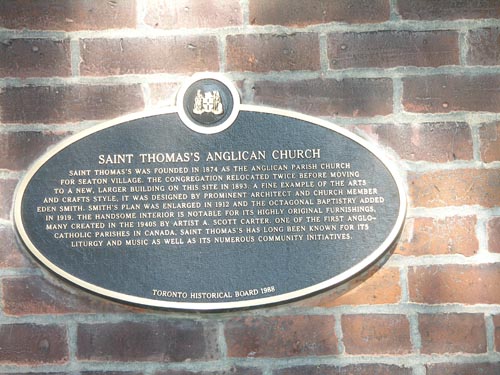 SAINT THOMAS'S ANGLICAN CHURCH
SAINT THOMAS'S WAS FOUNDED IN 1874 AS THE ANGLICAN PARISH CHURCH
FOR SEATON VILLAGE. THE CONGREGATION RELOCATED TWICE BEFORE MOVING
TO A NEW, LARGER BUILDING ON THIS SITE IN 1893. A FINE EXAMPLE OF THE ARTS
AND CRAFTS STYLE, IT WAS DESIGNED BY PROMINENT ARCHITECT AND CHURCH MEMBER
EDEN SMITH. SMITH'S PLAN WAS ENLARGED IN 1912 AND THE OCTAGONAL BAPTISTRY ADDED
IN 1919. THE HANDSOME INTERIOR IS NOTABLE FOR ITS HIGHLY ORIGINAL FURNISHINGS,
MANY CREATED IN THE 1940S BY ARTIST A. SCOTT CARTER. ONE OF THE FIRST ANGLO-
CATHOLIC PARISHES IN CANADA, SAINT THOMAS'S HAS LONG BEEN KNOWN FOR ITS
LITURGY AND MUSIC AS WELL AS ITS NUMEROUS COMMUNITY INITIATIVES.
TORONTO HISTORICAL BOARD 1988